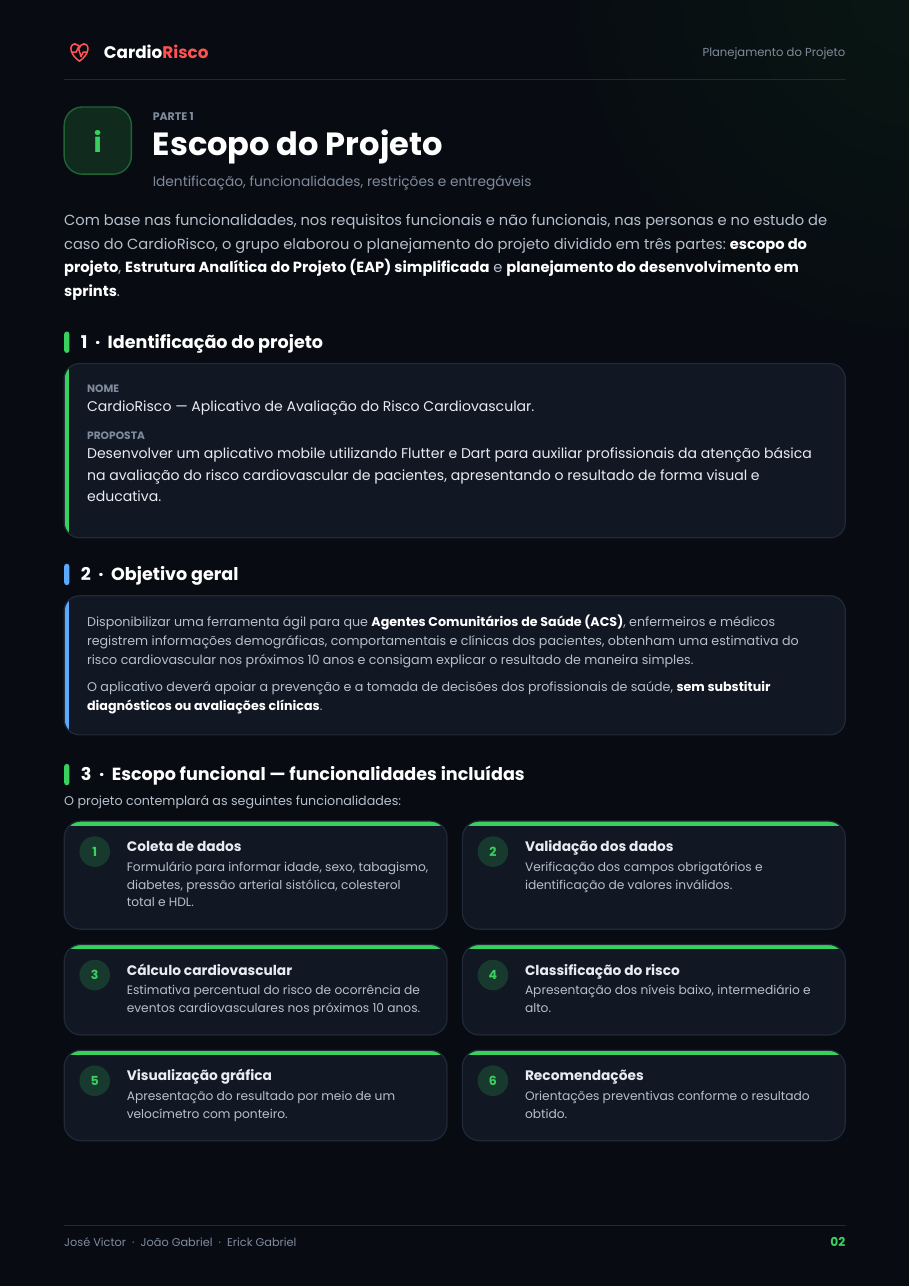 CardioRisco
Planejamento do Projeto
i
PARTE 1
Escopo do Projeto
Identificação, funcionalidades, restrições e entregáveis
Com base nas funcionalidades, nos requisitos funcionais e não funcionais, nas personas e no estudo de
caso do CardioRisco, o grupo elaborou o planejamento do projeto dividido em três partes: escopo do
projeto, Estrutura Analítica do Projeto (EAP) simplificada e planejamento do desenvolvimento em
sprints.
1 · Identificação do projeto
NOME
CardioRisco — Aplicativo de Avaliação do Risco Cardiovascular.
PROPOSTA
Desenvolver um aplicativo mobile utilizando Flutter e Dart para auxiliar profissionais da atenção básica
na avaliação do risco cardiovascular de pacientes, apresentando o resultado de forma visual e
educativa.
2 · Objetivo geral
Disponibilizar uma ferramenta ágil para que Agentes Comunitários de Saúde (ACS), enfermeiros e médicos
registrem informações demográficas, comportamentais e clínicas dos pacientes, obtenham uma estimativa do
risco cardiovascular nos próximos 10 anos e consigam explicar o resultado de maneira simples.
O aplicativo deverá apoiar a prevenção e a tomada de decisões dos profissionais de saúde, sem substituir
diagnósticos ou avaliações clínicas.
3 · Escopo funcional — funcionalidades incluídas
O projeto contemplará as seguintes funcionalidades:
1
Coleta de dados
Formulário para informar idade, sexo, tabagismo,
diabetes, pressão arterial sistólica, colesterol
total e HDL.
2
Validação dos dados
Verificação dos campos obrigatórios e
identificação de valores inválidos.
3
Cálculo cardiovascular
Estimativa percentual do risco de ocorrência de
eventos cardiovasculares nos próximos 10 anos.
4
Classificação do risco
Apresentação dos níveis baixo, intermediário e
alto.
5
Visualização gráfica
Apresentação do resultado por meio de um
velocímetro com ponteiro.
6
Recomendações
Orientações preventivas conforme o resultado
obtido.
José Victor · João Gabriel · Erick Gabriel
02